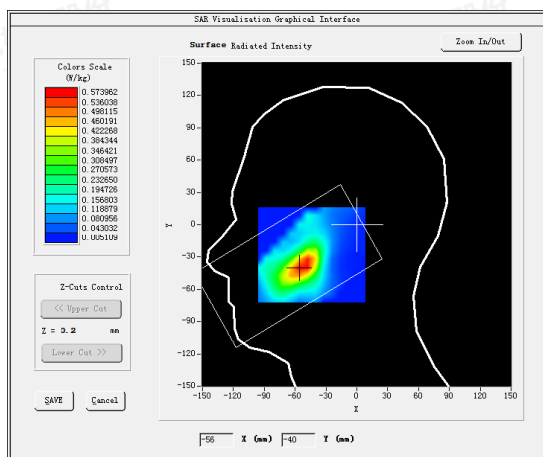 SAR Visualisation Graphical Interface
Surface Radiated Intensity
Zoom In/Out
Colors Scale
(W/kg)
0.573962
0.536038
0.498115
0.460191
0.422268
0.384344
0.346421
0.308497
0.270573
0.232650
0.194726
0.156803
0.118879
0.080956
0.043032
0.005109
Z-Cuts Control
<< Upper Cut
Z = 3.2 mm
Lower Cut >>
SAVE
Cancel
150
120
90
60
30
0
-30
-60
-90
-120
-150
Y
-150 -120 -90 -60 -30 0 30 60 90 120 150
X
-56 X (mm) -40 Y (mm)